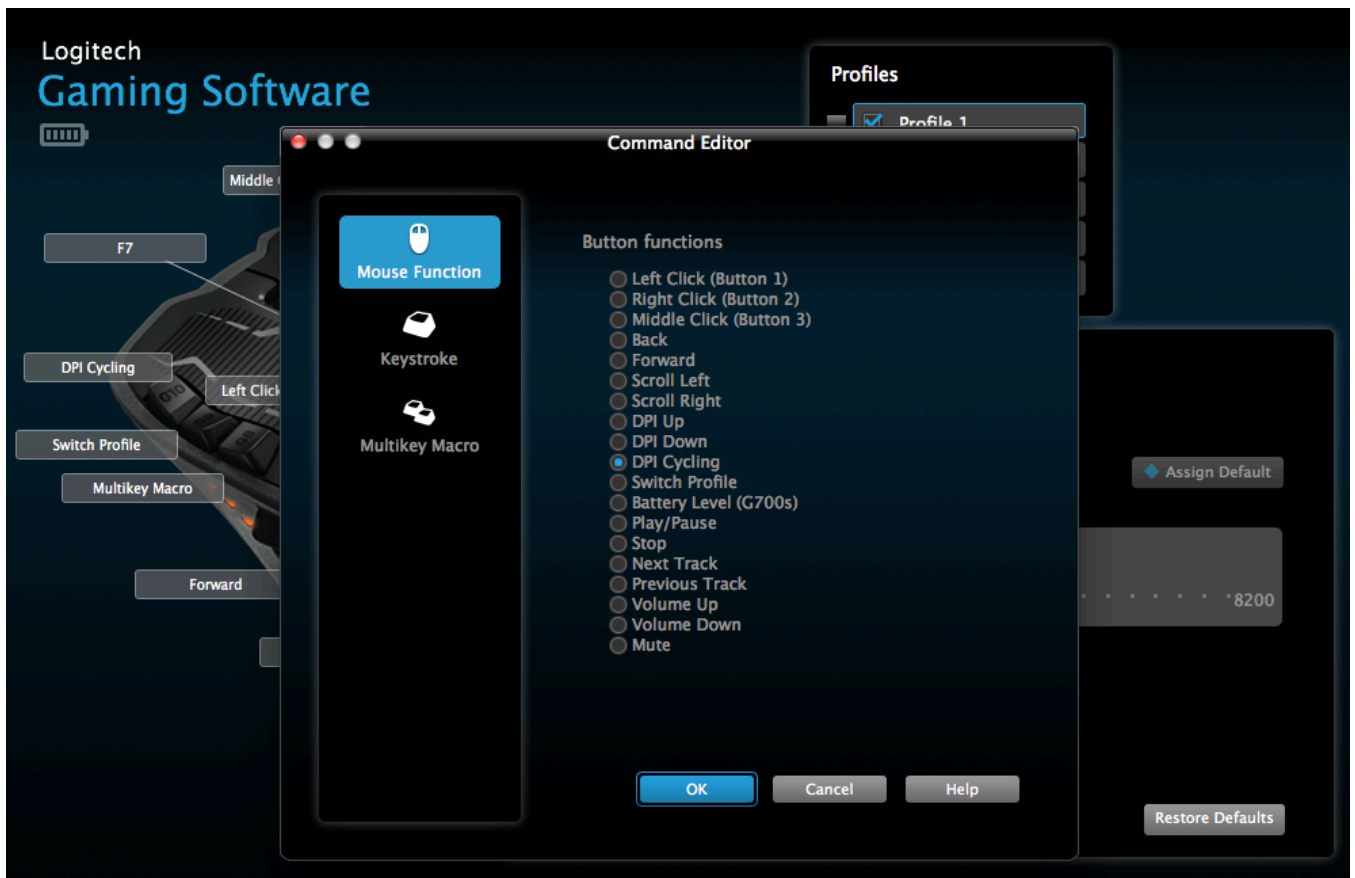 Logitech
Gaming Software
Profiles
Profile 1
Command Editor
Middle
F7
DPI Cycling
Left Click
Switch Profile
Multikey Macro
Forward
G10
G9
G8
Mouse Function
Keystroke
Multikey Macro
Button functions
Left Click (Button 1)
Right Click (Button 2)
Middle Click (Button 3)
Back
Forward
Scroll Left
Scroll Right
DPI Up
DPI Down
DPI Cycling
Switch Profile
Battery Level (G700s)
Play/Pause
Stop
Next Track
Previous Track
Volume Up
Volume Down
Mute
OK
Cancel
Help
Assign Default
8200
Restore Defaults